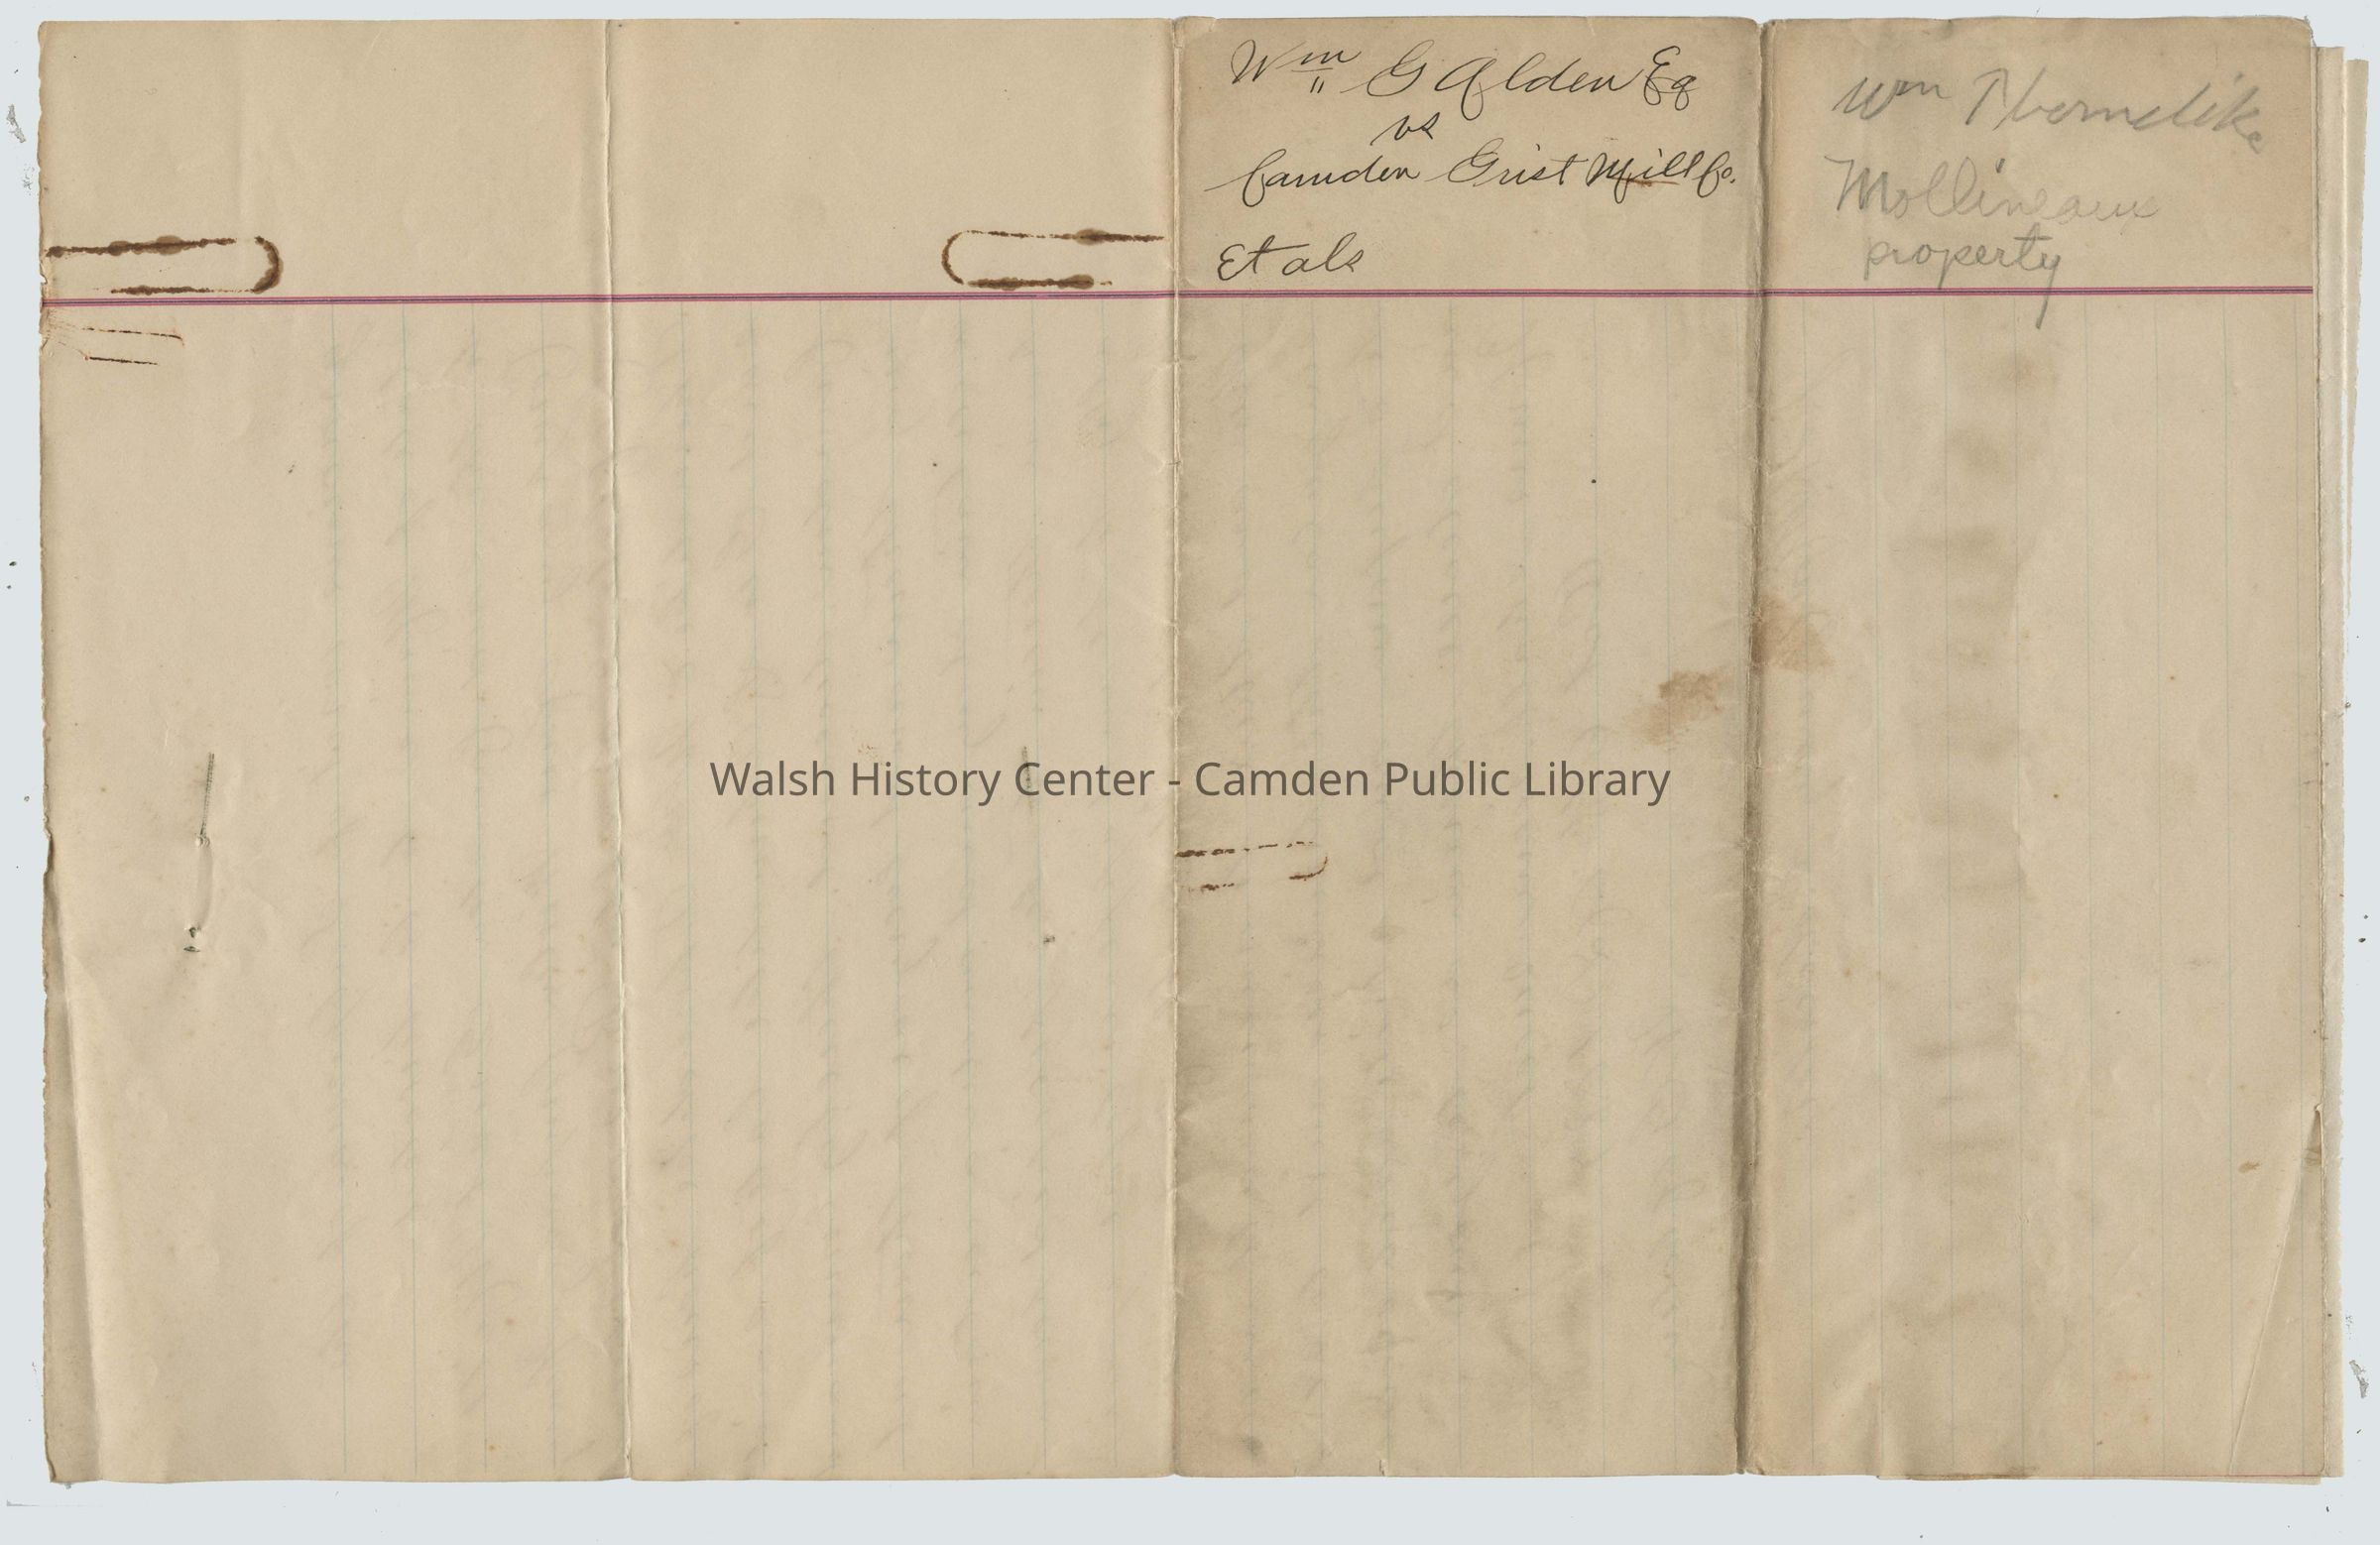 Wm G Alden Eq
vs
Camden Grist Mill Co.
Et als
Wm Thorndike
Mollineaux
property
Walsh History Center - Camden Public Library